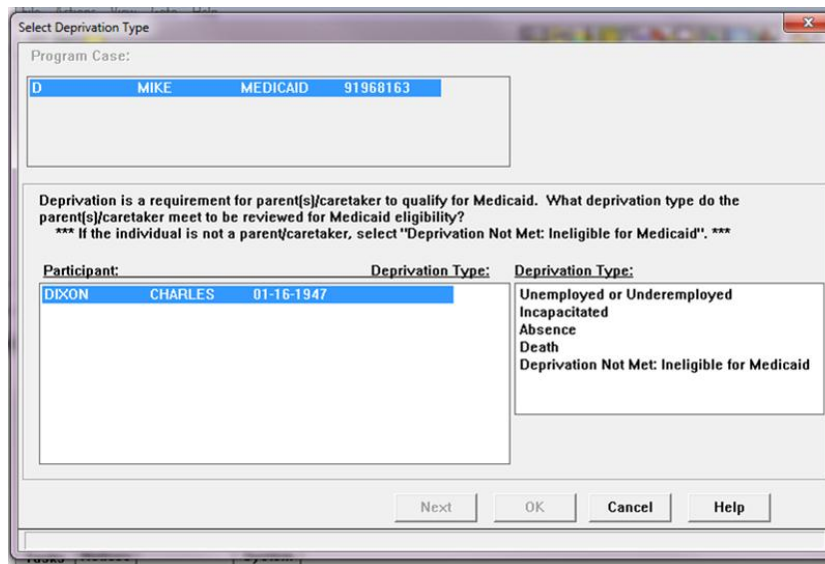 Select Deprivation Type
Program Case:
D MIKE MEDICAID 91968163
Deprivation is a requirement for parent(s)/caretaker to qualify for Medicaid. What deprivation type do the
parent(s)/caretaker meet to be reviewed for Medicaid eligibility?
*** If the individual is not a parent/caretaker, select "Deprivation Not Met: Ineligible for Medicaid". ***
Participant: Deprivation Type: Deprivation Type:
DIXON CHARLES 01-16-1947
Unemployed or Underemployed
Incapacitated
Absence
Death
Deprivation Not Met: Ineligible for Medicaid
Next OK Cancel Help